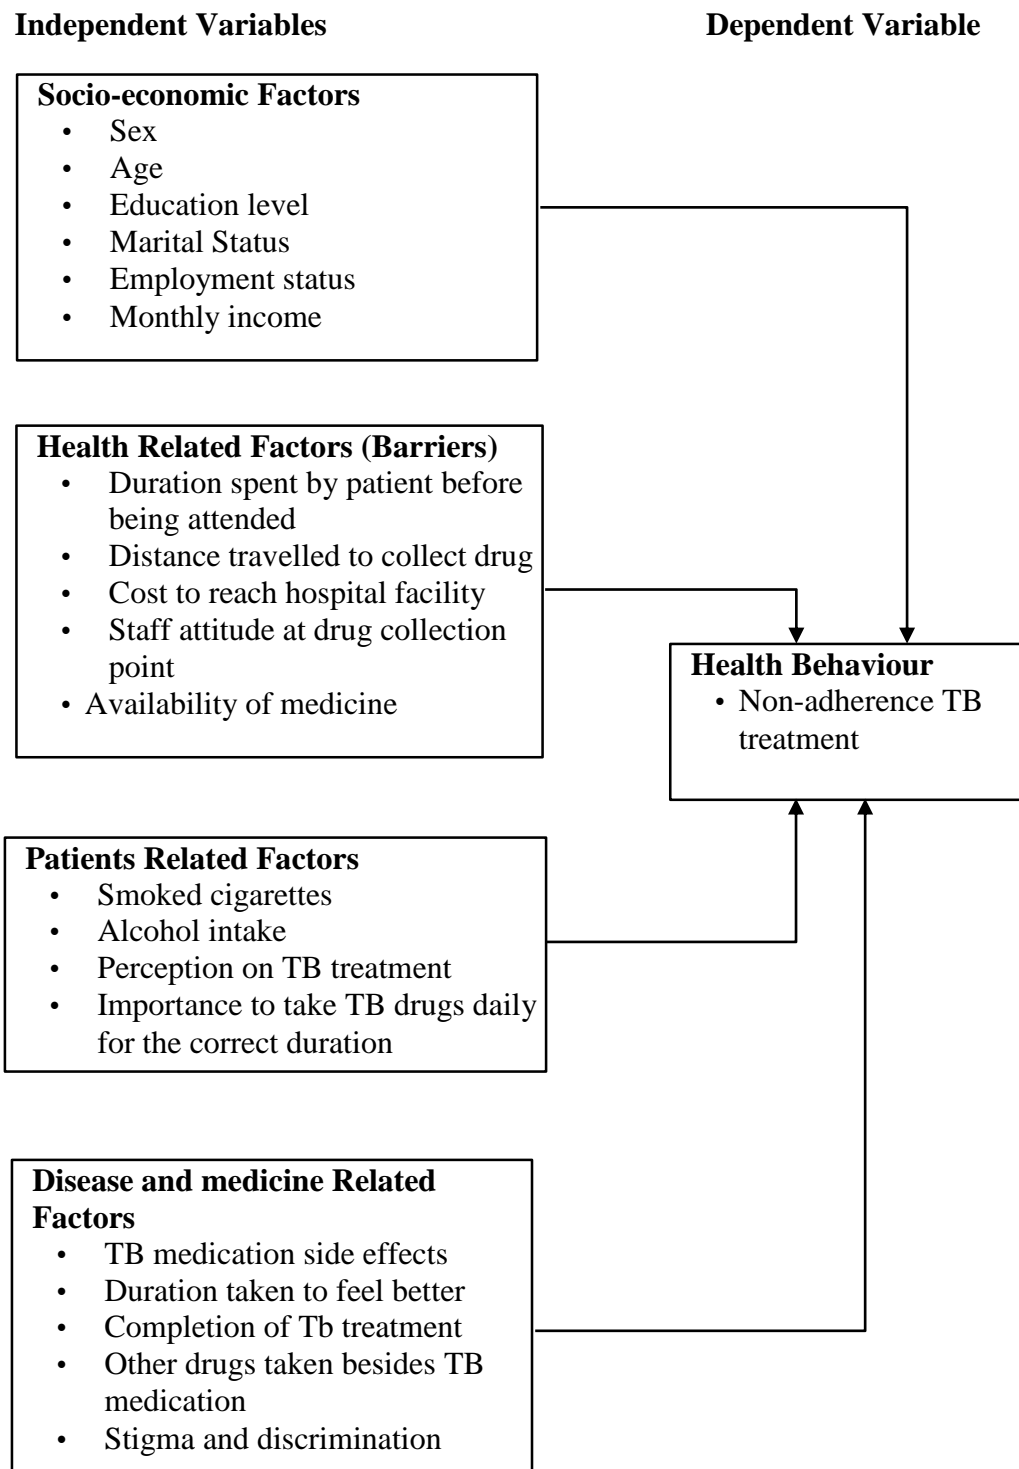 Independent Variables
Dependent Variable
Socio-economic Factors
• Sex
• Age
• Education level
• Marital Status
• Employment status
• Monthly income
Health Related Factors (Barriers)
• Duration spent by patient before
being attended
• Distance travelled to collect drug
• Cost to reach hospital facility
• Staff attitude at drug collection
point
• Availability of medicine
Health Behaviour
• Non-adherence TB
treatment
Patients Related Factors
• Smoked cigarettes
• Alcohol intake
• Perception on TB treatment
• Importance to take TB drugs daily
for the correct duration
Disease and medicine Related
Factors
• TB medication side effects
• Duration taken to feel better
• Completion of Tb treatment
• Other drugs taken besides TB
medication
• Stigma and discrimination